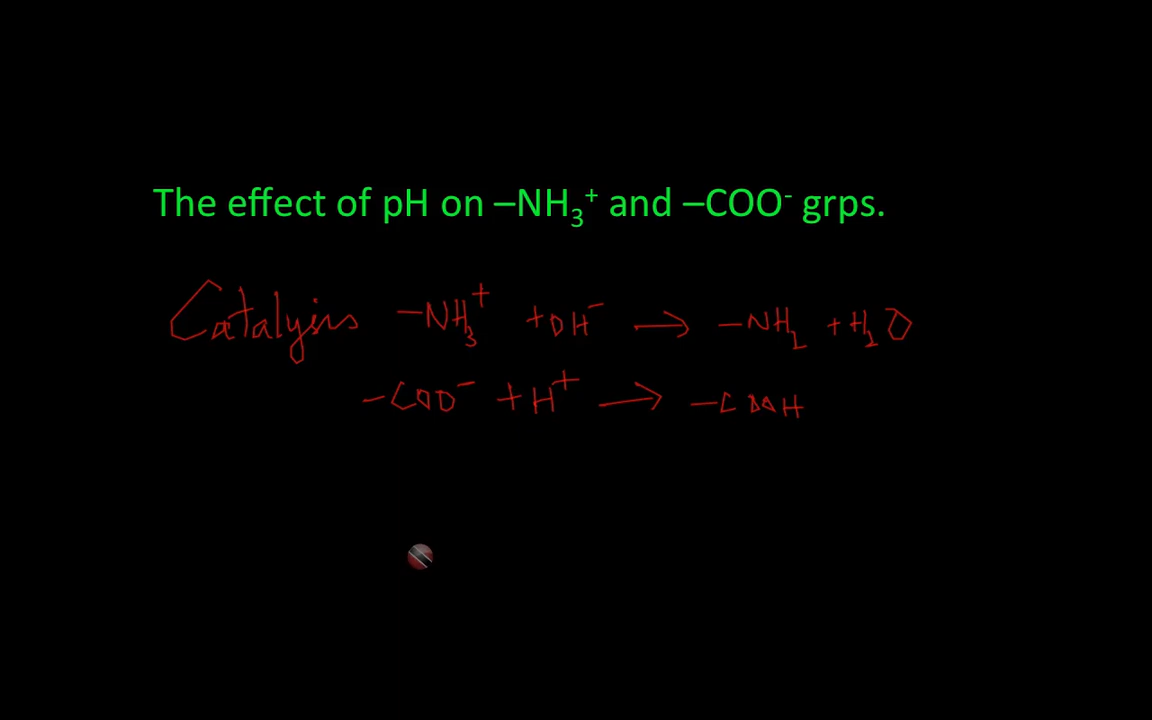 The effect of pH on –NH₃⁺ and –COO⁻ grps.
Catalysis –NH₃⁺ + OH⁻ → –NH₂ + H₂O
–COO⁻ + H⁺ → –COOH